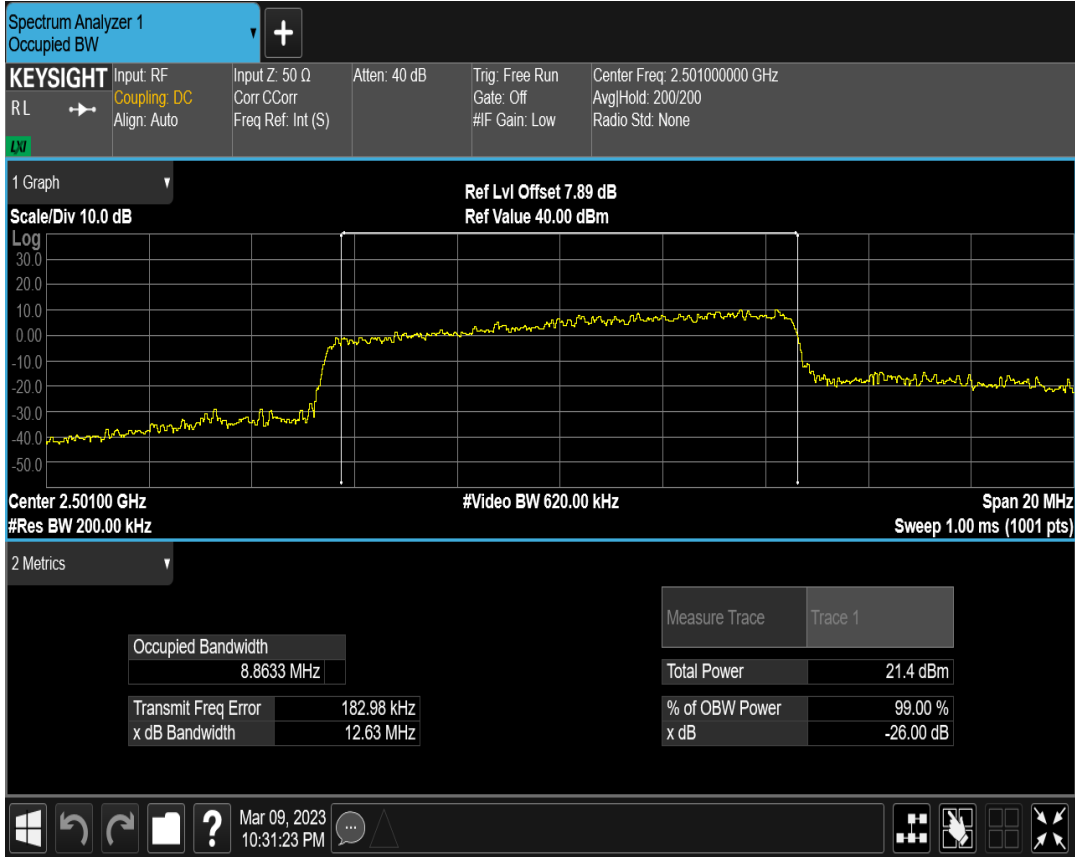 Spectrum Analyzer 1
Occupied BW
+
KEYSIGHT
RL
LXI
Input: RF
Coupling: DC
Align: Auto
Input Z: 50 Ω
Corr CCorr
Freq Ref: Int (S)
Atten: 40 dB
Trig: Free Run
Gate: Off
#IF Gain: Low
Center Freq: 2.501000000 GHz
Avg|Hold: 200/200
Radio Std: None
1 Graph
Scale/Div 10.0 dB
Ref Lvl Offset 7.89 dB
Ref Value 40.00 dBm
Log
30.0
20.0
10.0
0.00
-10.0
-20.0
-30.0
-40.0
-50.0
Center 2.50100 GHz
#Video BW 620.00 kHz
Span 20 MHz
#Res BW 200.00 kHz
Sweep 1.00 ms (1001 pts)
2 Metrics
Measure Trace Trace 1
Occupied Bandwidth
8.8633 MHz
Total Power 21.4 dBm
Transmit Freq Error 182.98 kHz
% of OBW Power 99.00 %
x dB Bandwidth 12.63 MHz
x dB -26.00 dB
?
Mar 09, 2023
10:31:23 PM